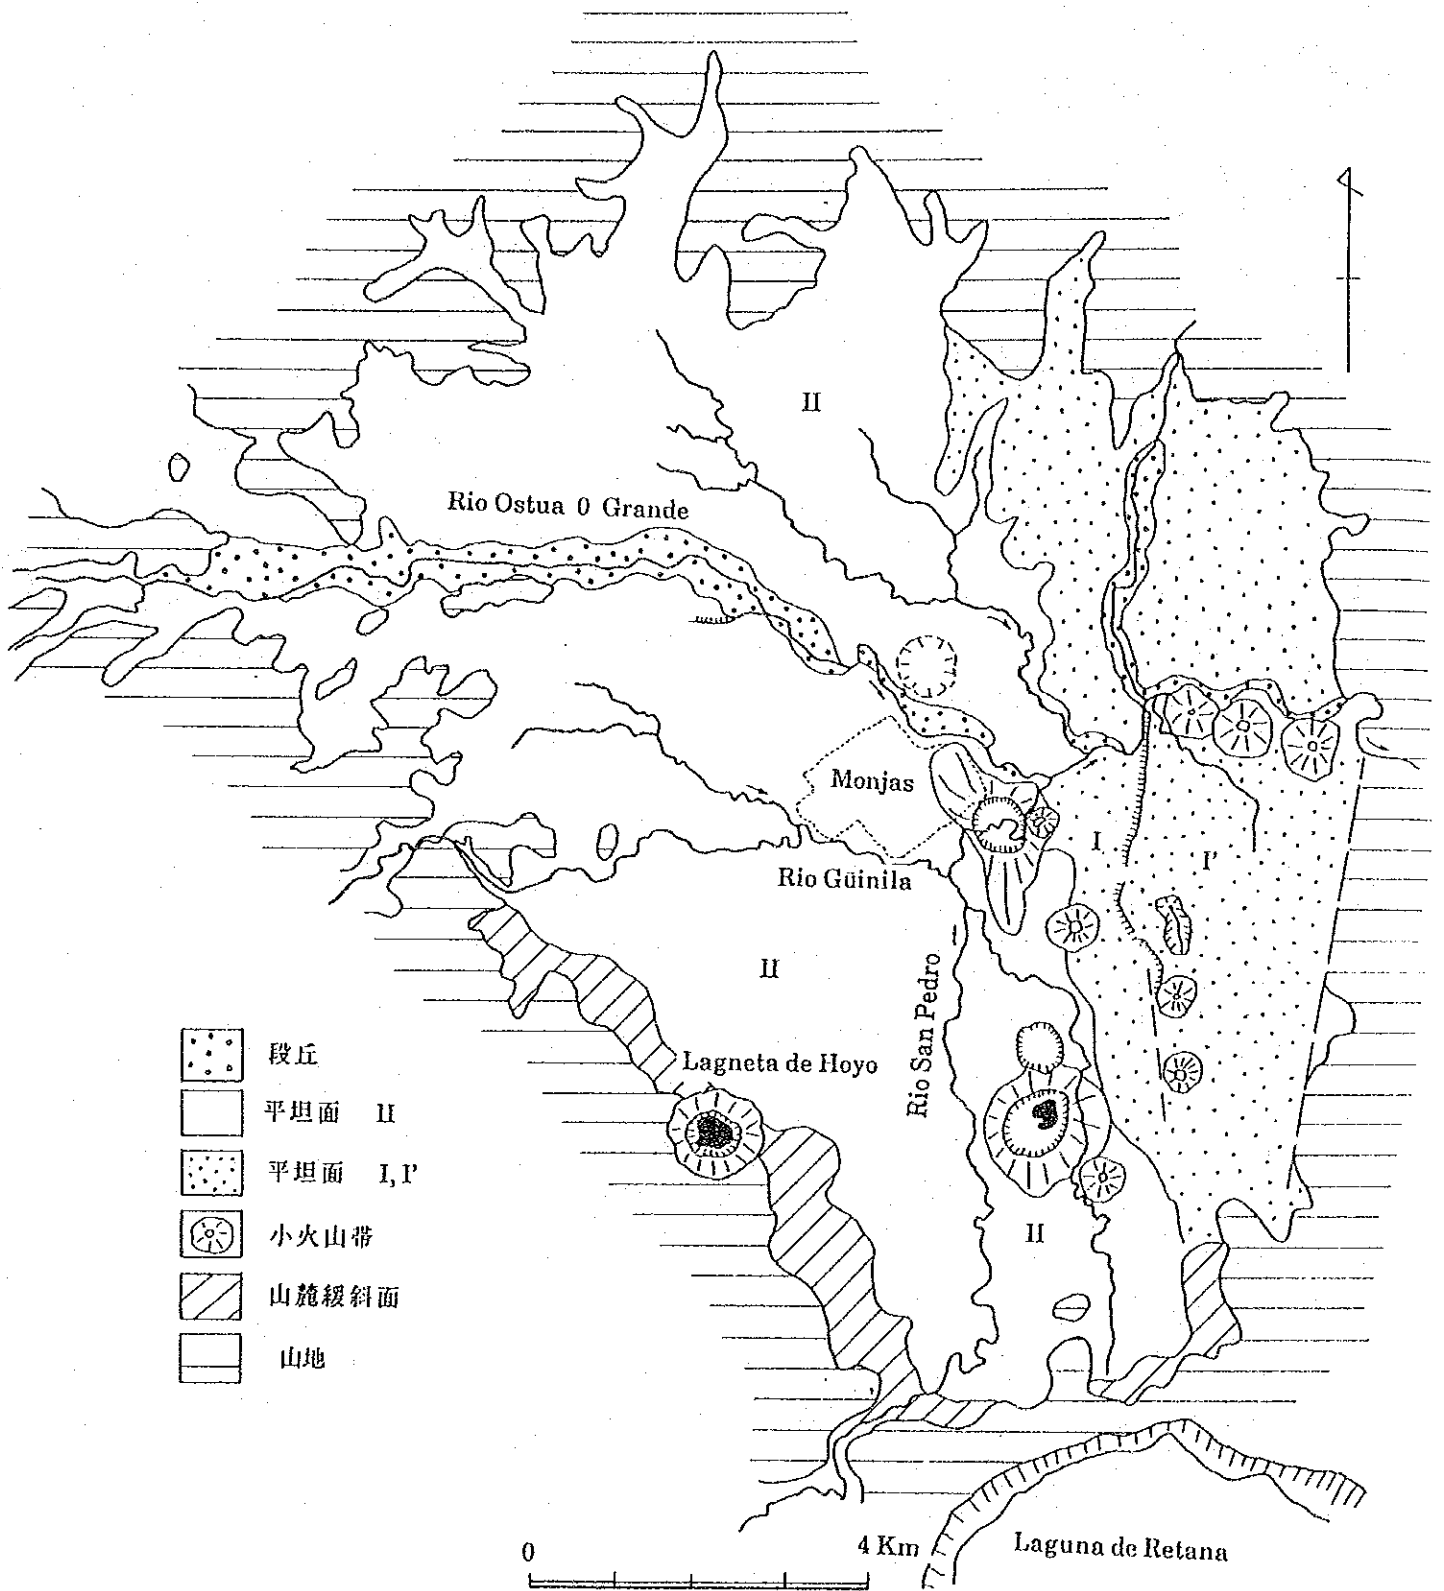 II
Rio Ostua O Grande
Monjas
I
I'
Rio Güinila
II
Rio San Pedro
Lagneta de Hoyo
II
段丘
平坦面 II
平坦面 I, I'
小火山帯
山麓緩斜面
山地
0
4 Km
Laguna de Retana